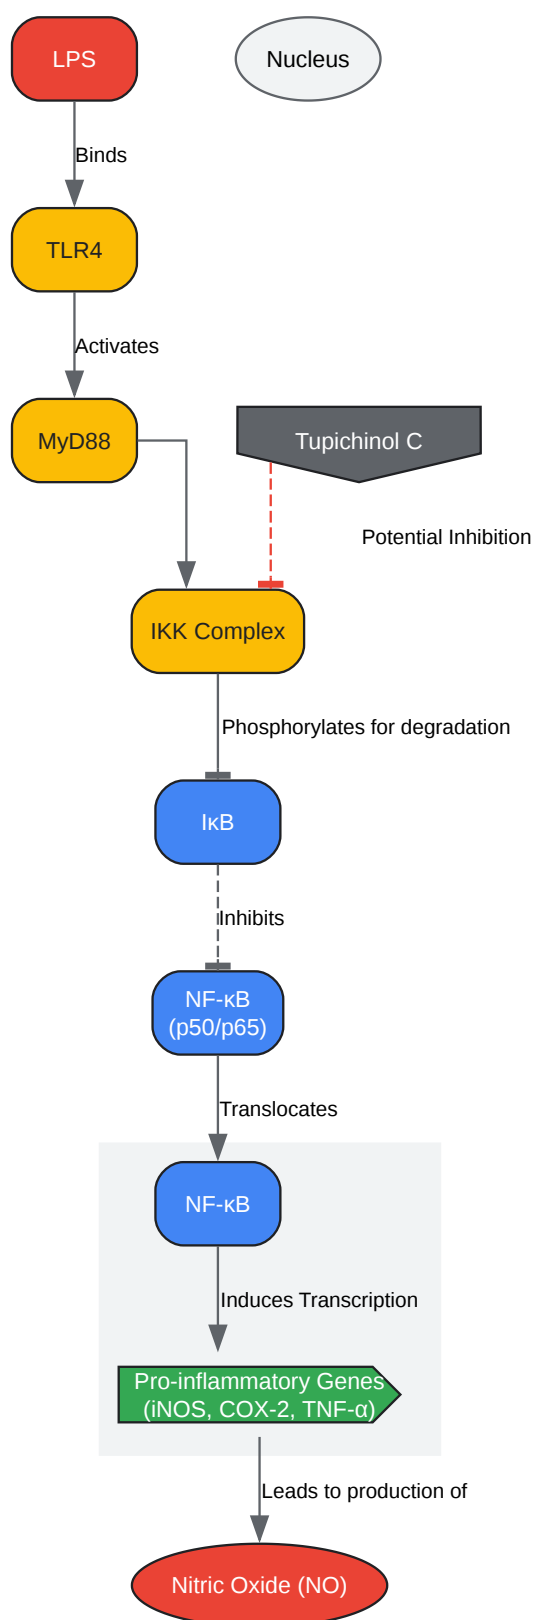 LPS
Nucleus
Binds
TLR4
Activates
MyD88
Tupichinol C
Potential Inhibition
IKK Complex
Phosphorylates for degradation
IκB
Inhibits
NF-κB
(p50/p65)
Translocates
NF-κB
Induces Transcription
Pro-inflammatory Genes
(iNOS, COX-2, TNF-α)
Leads to production of
Nitric Oxide (NO)